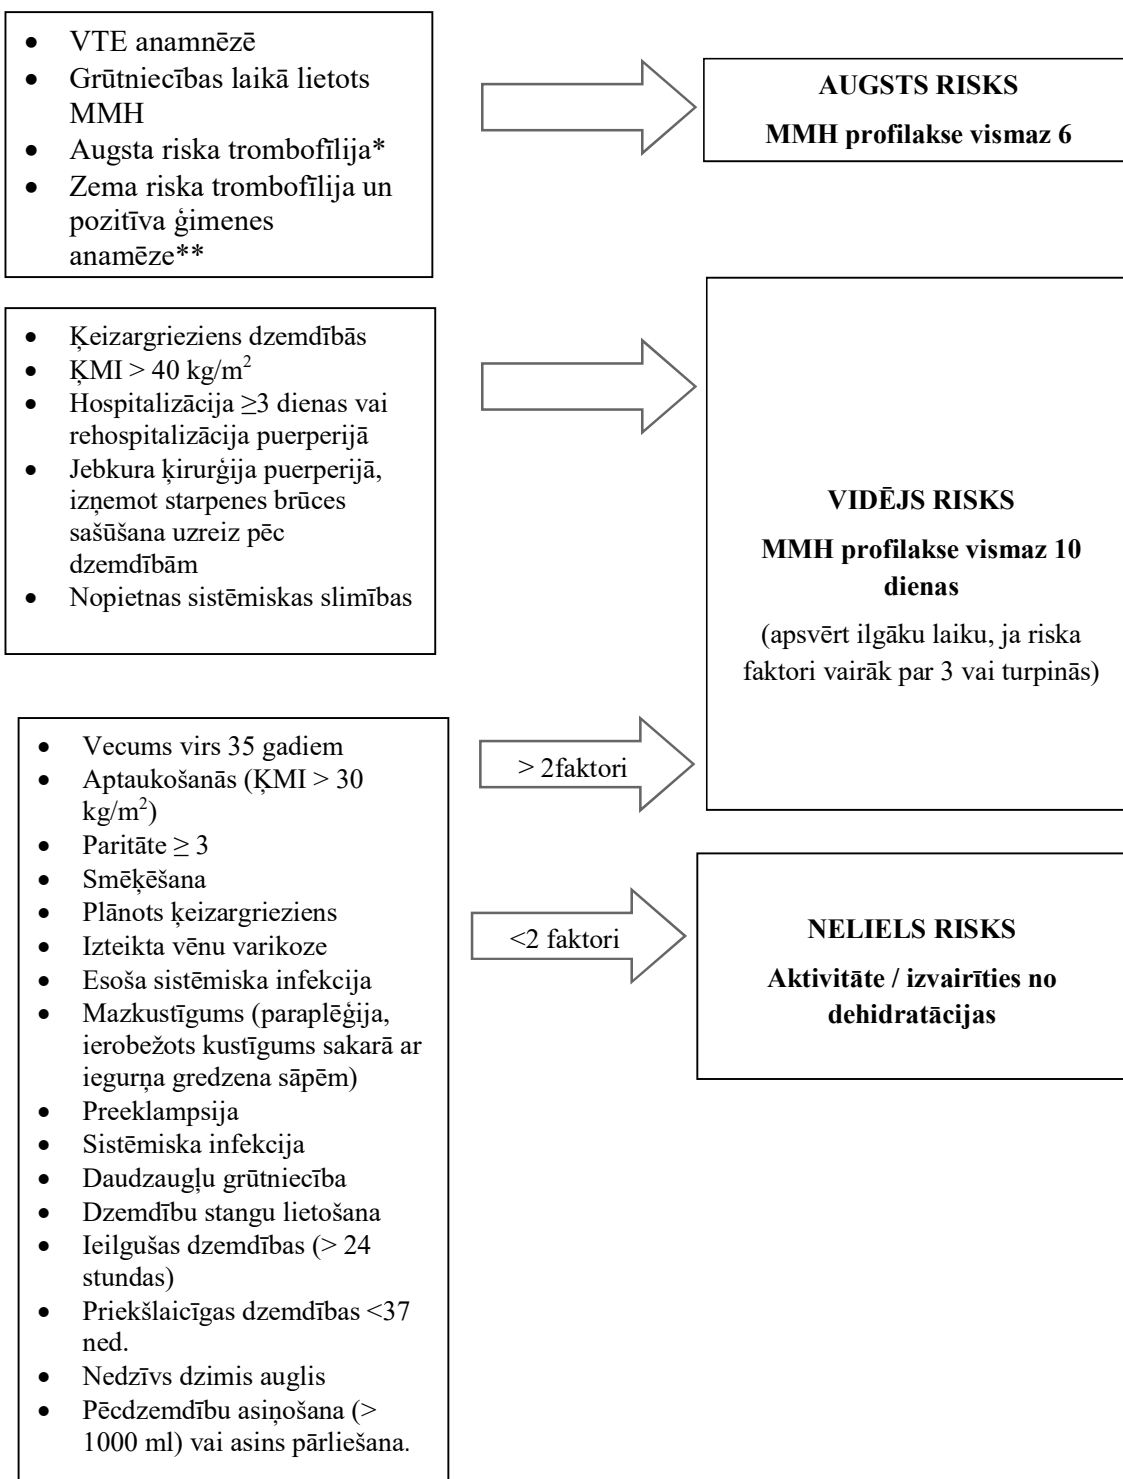 • VTE anamnēzē
• Grūtniecības laikā lietots
MMH
• Augsta riska trombofīlija*
• Zema riska trombofīlija un
pozitīva ģimenes
anamēze**
AUGSTS RISKS
MMH profilakse vismaz 6
• Ķeizargrieziens dzemdībās
• ĶMI > 40 kg/m²
• Hospitalizācija ≥3 dienas vai
rehospitalizācija puerperijā
• Jebkura ķirurģija puerperijā,
izņemot starpenes brūces
sašūšana uzreiz pēc
dzemdībām
• Nopietnas sistēmiskas slimības
VIDĒJS RISKS
MMH profilakse vismaz 10
dienas
(apsvērt ilgāku laiku, ja riska
faktori vairāk par 3 vai turpinās)
• Vecums virs 35 gadiem
• Aptaukošanās (ĶMI > 30
kg/m²)
• Paritāte ≥ 3
• Smēķēšana
• Plānots ķeizargrieziens
• Izteikta vēnu varikoze
• Esoša sistēmiska infekcija
• Mazkustīgums (paraplēģija,
ierobežots kustīgums sakarā ar
iegurņa gredzena sāpēm)
• Preeklampsija
• Sistēmiska infekcija
• Daudzaugļu grūtniecība
• Dzemdību stangu lietošana
• Ieilgušas dzemdības (> 24
stundas)
• Priekšlaicīgas dzemdības <37
ned.
• Nedzīvs dzimis auglis
• Pēcdzemdību asiņošana (>
1000 ml) vai asins pārliešana.
> 2faktori
<2 faktori
NELIELS RISKS
Aktivitāte / izvairīties no
dehidratācijas